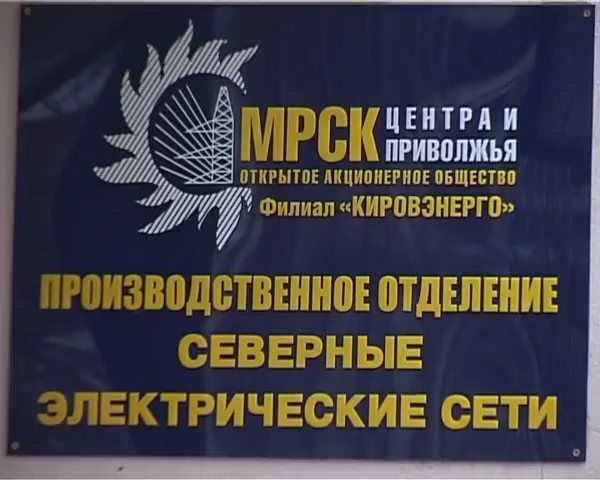 МРСК ЦЕНТРА И
ПРИВОЛЖЬЯ
ОТКРЫТОЕ АКЦИОНЕРНОЕ ОБЩЕСТВО
Филиал «КИРОВЭНЕРГО»
ПРОИЗВОДСТВЕННОЕ ОТДЕЛЕНИЕ
СЕВЕРНЫЕ
ЭЛЕКТРИЧЕСКИЕ СЕТИ